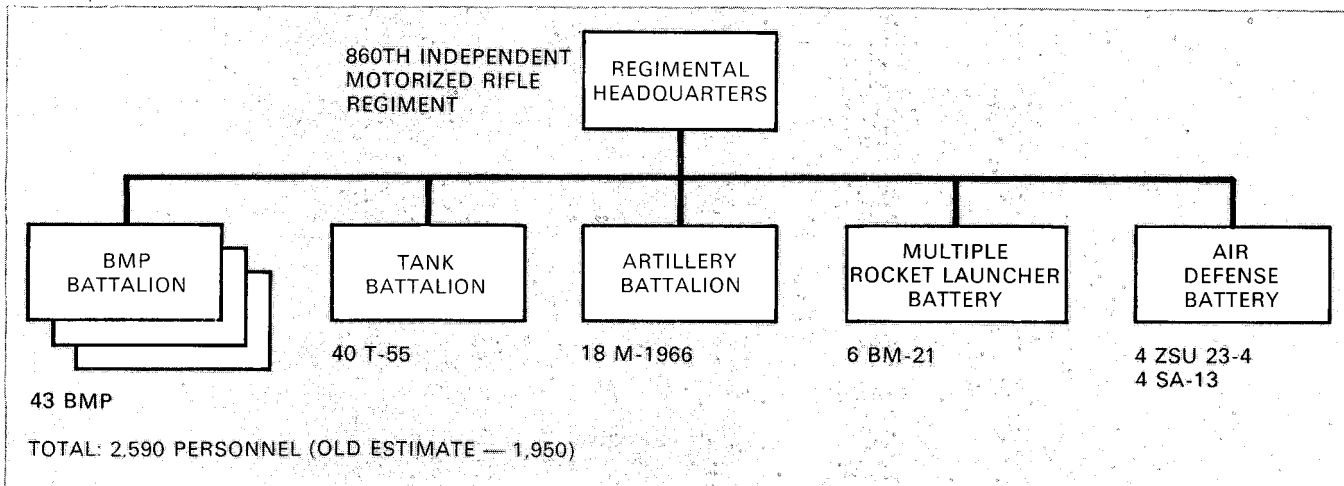 860TH INDEPENDENT
MOTORIZED RIFLE
REGIMENT
REGIMENTAL
HEADQUARTERS
BMP
BATTALION
43 BMP
TANK
BATTALION
40 T-55
ARTILLERY
BATTALION
18 M-1966
MULTIPLE
ROCKET LAUNCHER
BATTERY
6 BM-21
AIR
DEFENSE
BATTERY
4 ZSU 23-4
4 SA-13
TOTAL: 2,590 PERSONNEL (OLD ESTIMATE — 1,950)